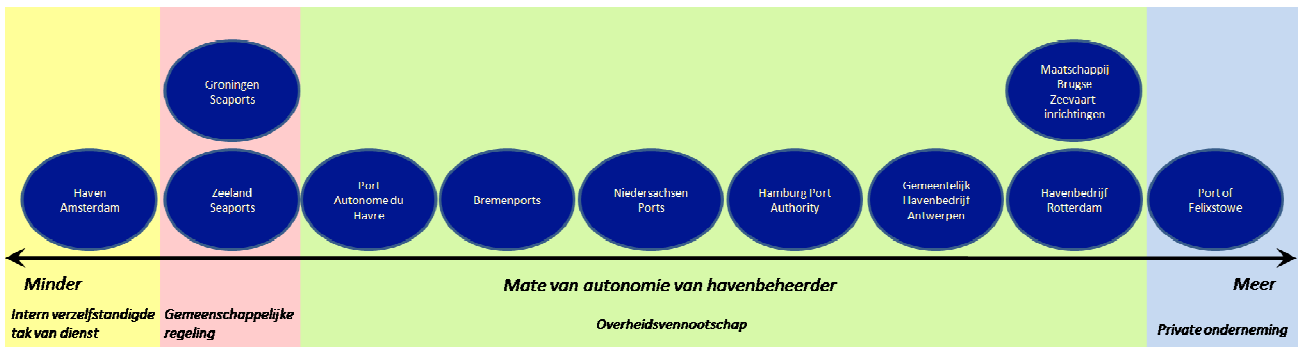 Groningen
Seaports
Maatschappij
Brugse
Zeevaart
inrichtingen
Haven
Amsterdam
Zeeland
Seaports
Port
Autonome du
Havre
Bremenports
Niedersachsen
Ports
Hamburg Port
Authority
Gemeentelijk
Havenbedrijf
Antwerpen
Havenbedrijf
Rotterdam
Port of
Felixstowe
Minder
Mate van autonomie van havenbeheerder
Meer
Intern verzelfstandigde
tak van dienst
Gemeenschappelijke
regeling
Overheidsvennootschap
Private onderneming